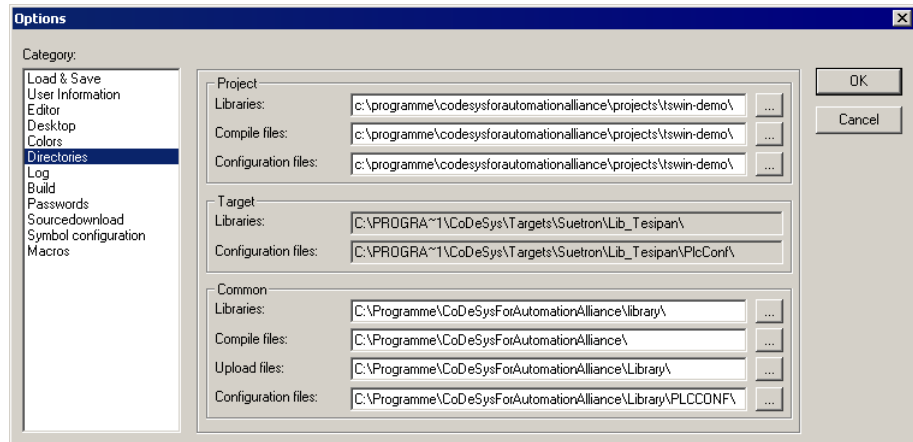 Options
Category:
Load & Save
User Information
Editor
Desktop
Colors
Directories
Log
Build
Passwords
Sourcedownload
Symbol configuration
Macros
Project
Libraries: c:\programme\codesysforautomationalliance\projects\tswin-demo\ ...
Compile files: c:\programme\codesysforautomationalliance\projects\tswin-demo\ ...
Configuration files: c:\programme\codesysforautomationalliance\projects\tswin-demo\ ...
Target
Libraries: C:\PROGRA~1\CoDeSys\Targets\Suetron\Lib_Tesipan\
Configuration files: C:\PROGRA~1\CoDeSys\Targets\Suetron\Lib_Tesipan\PlcConf\
Common
Libraries: C:\Programme\CoDeSysForAutomationAlliance\library\ ...
Compile files: C:\Programme\CoDeSysForAutomationAlliance\ ...
Upload files: C:\Programme\CoDeSysForAutomationAlliance\Library\ ...
Configuration files: C:\Programme\CoDeSysForAutomationAlliance\Library\PLCCONF\ ...
OK
Cancel